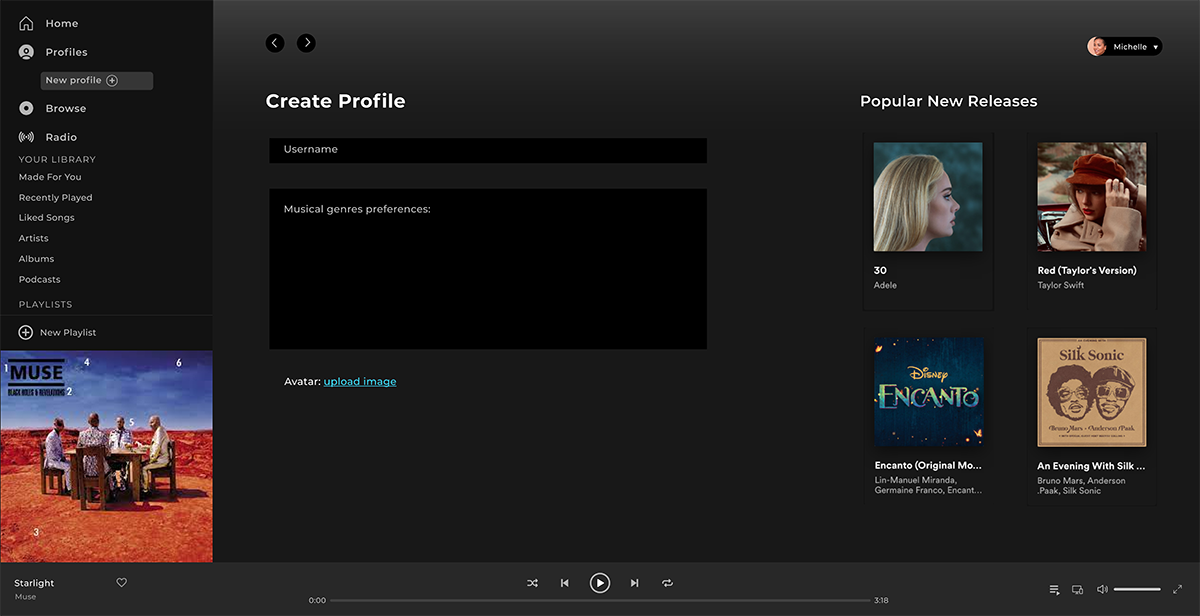 Home
Profiles
New profile
Browse
Radio
YOUR LIBRARY
Made For You
Recently Played
Liked Songs
Artists
Albums
Podcasts
PLAYLISTS
New Playlist
1
MUSE
BLACK HOLES & REVELATIONS
2
4
6
5
3
Michelle
Create Profile
Username
Musical genres preferences:
Avatar: upload image
Popular New Releases
30
Adele
Red (Taylor's Version)
Taylor Swift
Disney
ENCANTO
Encanto (Original Mo...
Lin-Manuel Miranda,
Germaine Franco, Encant...
Silk Sonic
Bruno Mars + Anderson .Paak
An Evening With Silk ...
Bruno Mars, Anderson
.Paak, Silk Sonic
Starlight
Muse
0:00
3:18